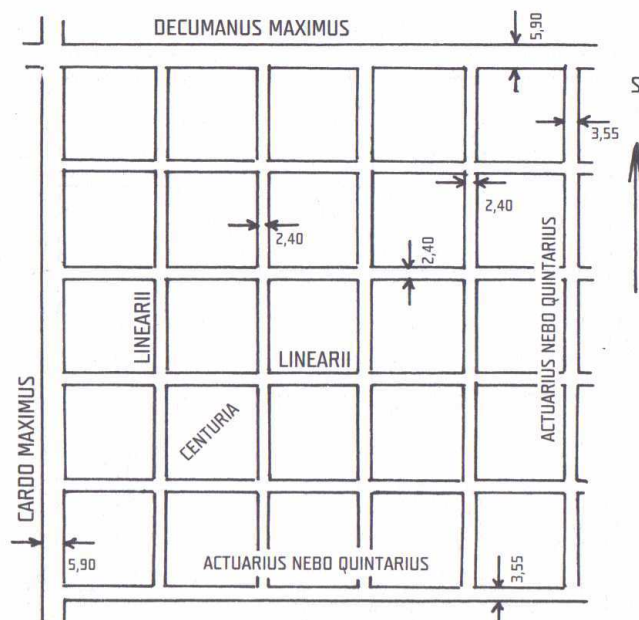 DECUMANUS MAXIMUS
5,90
S
3,55
2,40
2,40
2,40
ACTUARIUS NEBO QUINTARIUS
LINEARII
LINEARII
CARDO MAXIMUS
CENTURIA
5,90
ACTUARIUS NEBO QUINTARIUS
3,55